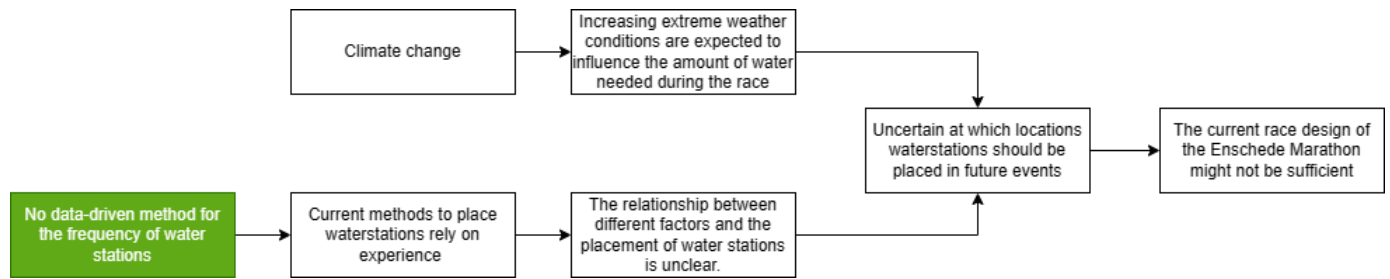 Climate change
Increasing extreme weather
conditions are expected to
influence the amount of water
needed during the race
Uncertain at which locations
waterstations should be
placed in future events
The current race design of
the Enschede Marathon
might not be sufficient
No data-driven method for
the frequency of water
stations
Current methods to place
waterstations rely on
experience
The relationship between
different factors and the
placement of water stations
is unclear.